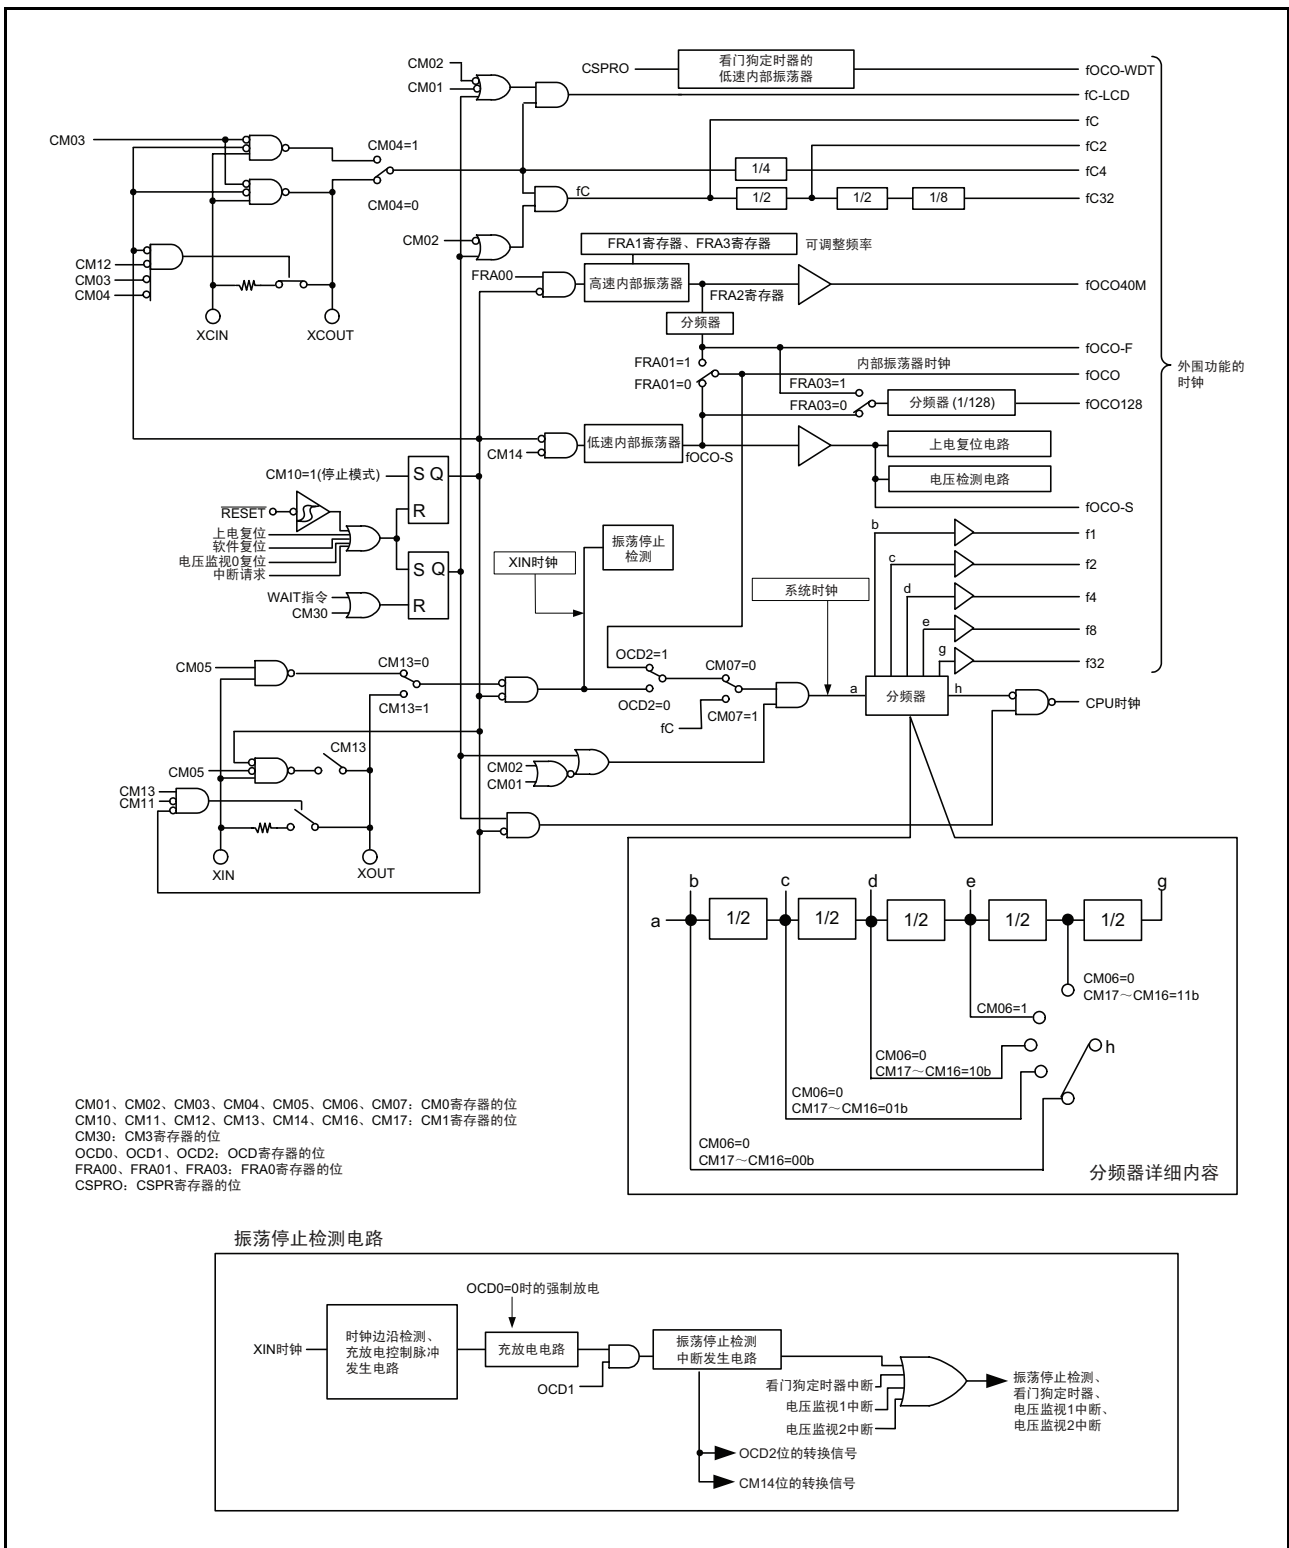 CM02
CM01
CSPRO
看门狗定时器的
低速内部振荡器
fOCO-WDT
fC-LCD
fC
fC2
fC4
fC32
CM03
CM04=1
CM04=0
1/4
fC
1/2
1/2
1/8
CM02
CM12
CM03
CM04
XCIN
XCOUT
FRA1寄存器、FRA3寄存器
可调整频率
FRA00
高速内部振荡器
FRA2寄存器
fOCO40M
分频器
fOCO-F
FRA01=1
FRA01=0
内部振荡器时钟
fOCO
FRA03=1
FRA03=0
分频器 (1/128)
fOCO128
外围功能的
时钟
CM14
低速内部振荡器
fOCO-S
上电复位电路
电压检测电路
fOCO-S
CM10=1(停止模式)
S Q
R
RESET
上电复位
软件复位
电压监视0复位
中断请求
S Q
R
WAIT指令
CM30
振荡停止
检测
XIN时钟
系统时钟
b
c
d
e
g
f1
f2
f4
f8
f32
CM05
CM13=0
CM13=1
OCD2=1
OCD2=0
CM07=0
CM07=1
fC
a
分频器
h
CPU时钟
CM13
CM05
CM13
CM11
CM02
CM01
XIN
XOUT
b
c
d
e
g
a
1/2
1/2
1/2
1/2
1/2
CM06=0
CM17～CM16=11b
CM06=1
h
CM06=0
CM17～CM16=10b
CM06=0
CM17～CM16=01b
CM06=0
CM17～CM16=00b
分频器详细内容
CM01、CM02、CM03、CM04、CM05、CM06、CM07：CM0寄存器的位
CM10、CM11、CM12、CM13、CM14、CM16、CM17：CM1寄存器的位
CM30：CM3寄存器的位
OCD0、OCD1、OCD2：OCD寄存器的位
FRA00、FRA01、FRA03：FRA0寄存器的位
CSPRO：CSPR寄存器的位
振荡停止检测电路
OCD0=0时的强制放电
XIN时钟
时钟边沿检测、
充放电控制脉冲
发生电路
充放电电路
OCD1
振荡停止检测
中断发生电路
看门狗定时器中断
电压监视1中断
电压监视2中断
振荡停止检测、
看门狗定时器、
电压监视1中断、
电压监视2中断
OCD2位的转换信号
CM14位的转换信号